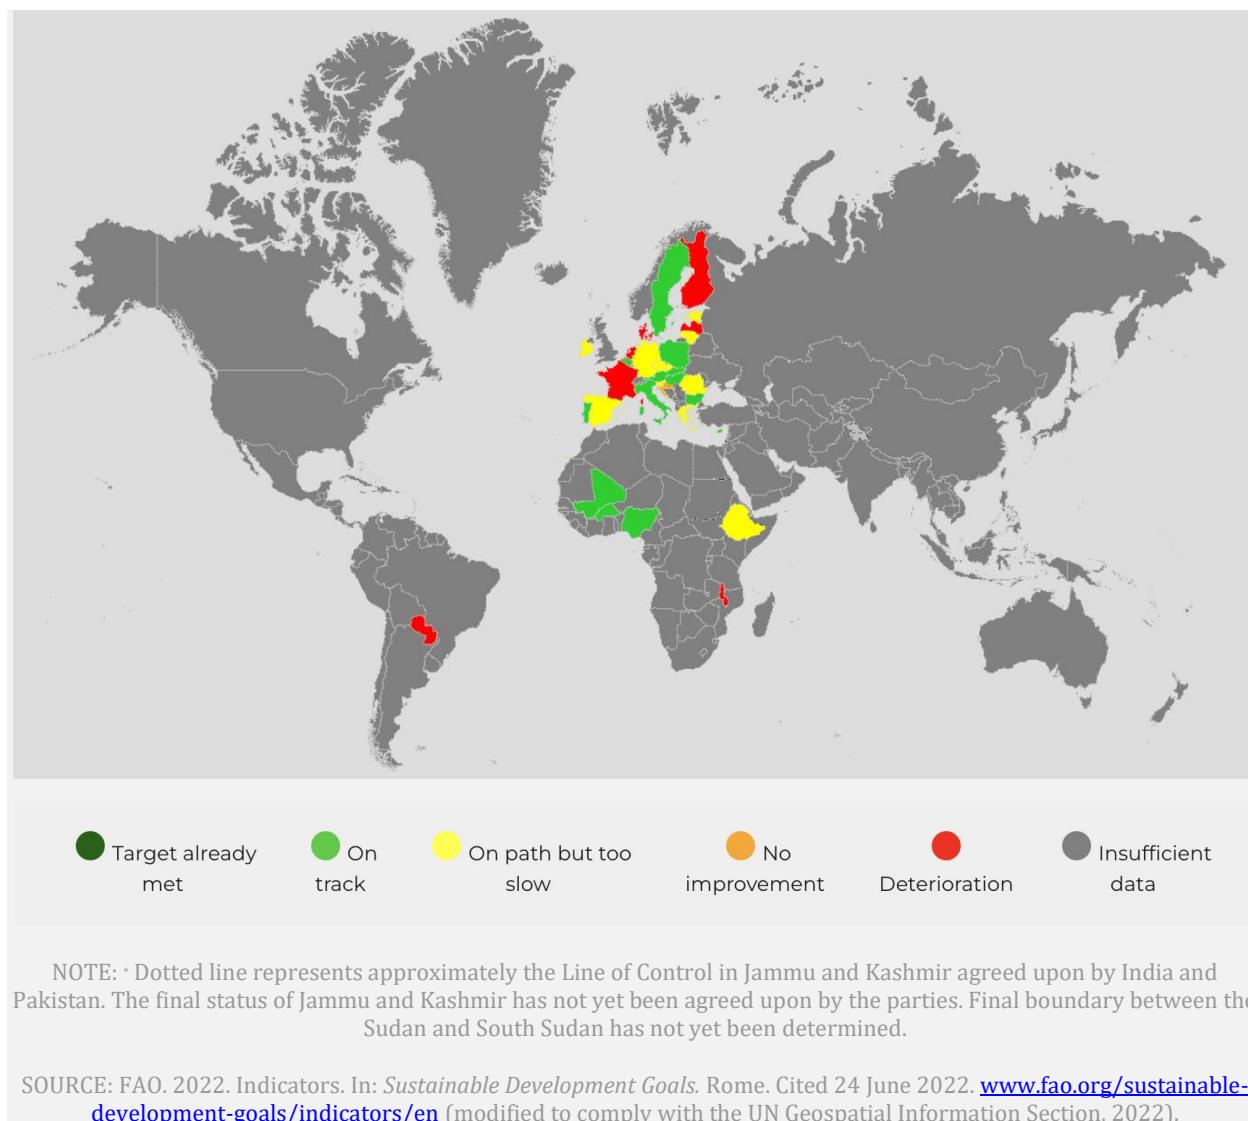 Target already
met
On
track
On path but too
slow
No
improvement
Deterioration
Insufficient
data
NOTE: * Dotted line represents approximately the Line of Control in Jammu and Kashmir agreed upon by India and
Pakistan. The final status of Jammu and Kashmir has not yet been agreed upon by the parties. Final boundary between the
Sudan and South Sudan has not yet been determined.
SOURCE: FAO. 2022. Indicators. In: Sustainable Development Goals. Rome. Cited 24 June 2022. www.fao.org/sustainable-
development-goals/indicators/en (modified to comply with the UN Geospatial Information Section, 2022).